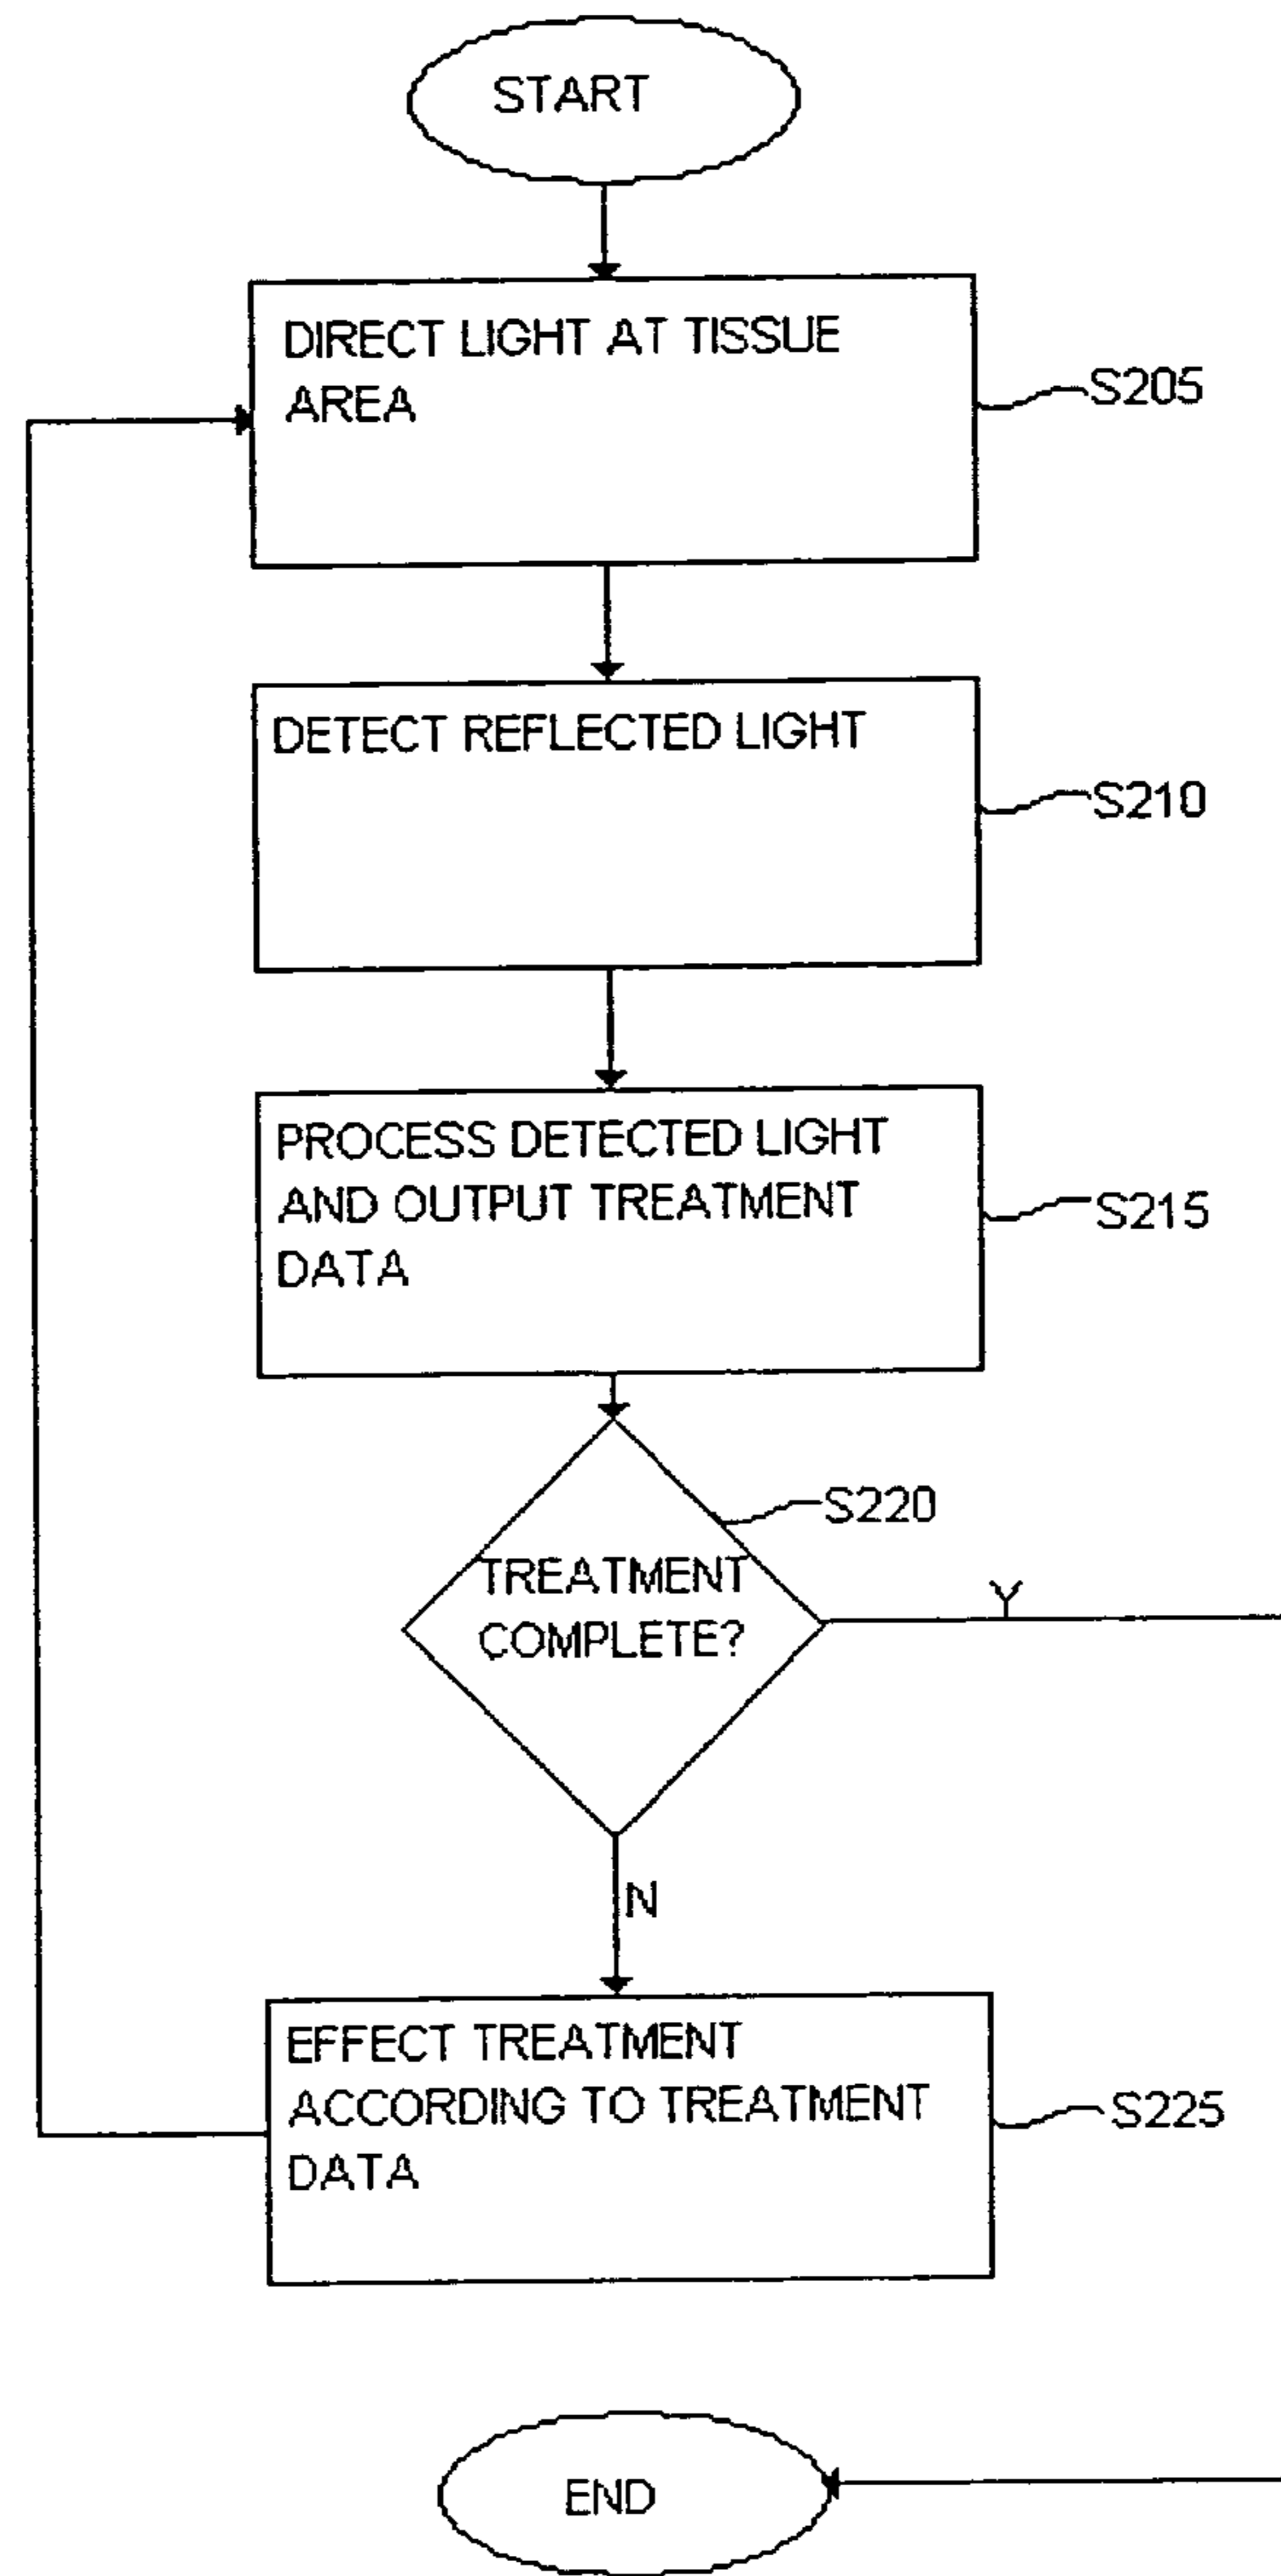 START
DIRECT LIGHT AT TISSUE
AREA
S205
DETECT REFLECTED LIGHT
S210
PROCESS DETECTED LIGHT
AND OUTPUT TREATMENT
DATA
S215
S220
TREATMENT
COMPLETE?
Y
N
EFFECT TREATMENT
ACCORDING TO TREATMENT
DATA
S225
END